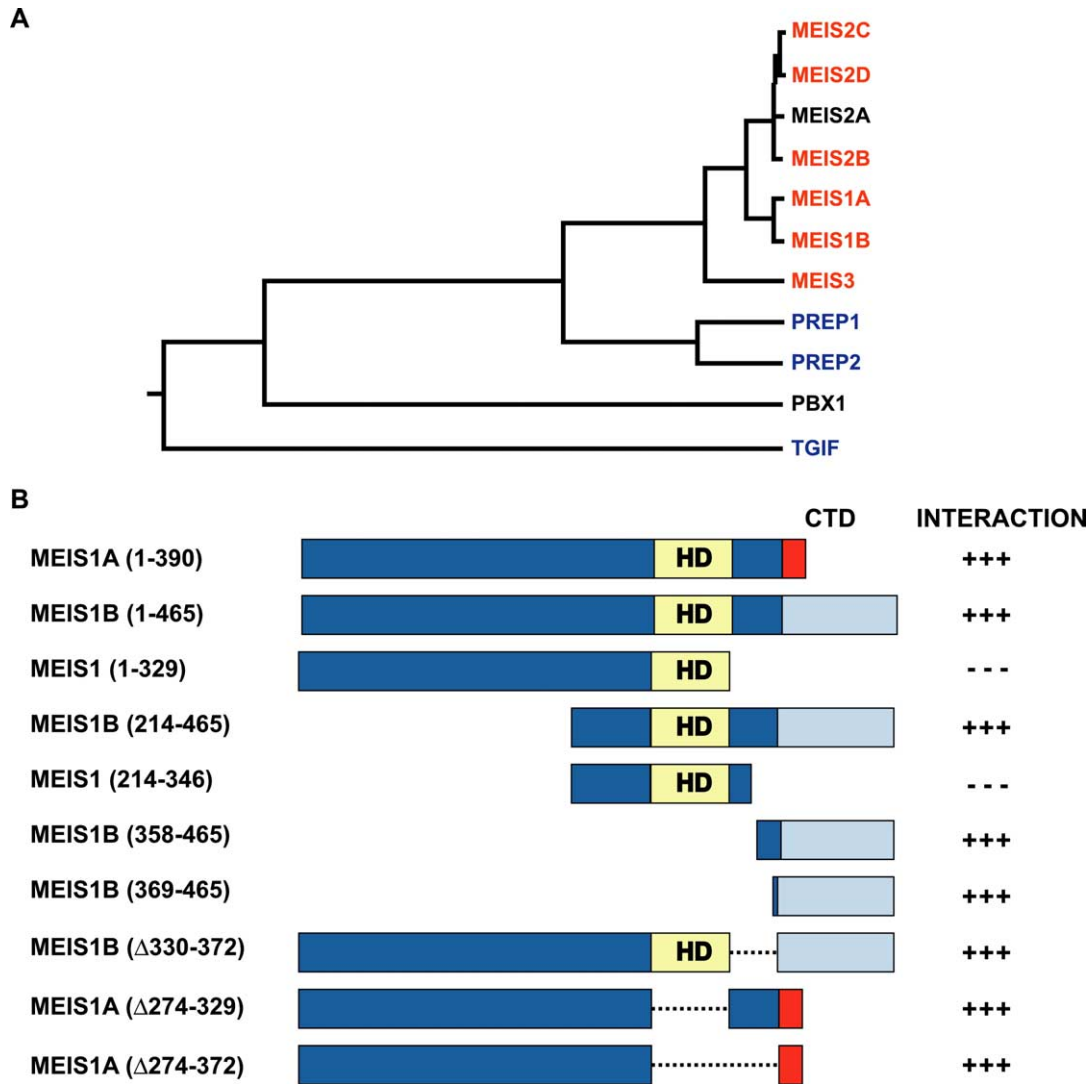 A
MEIS2C
MEIS2D
MEIS2A
MEIS2B
MEIS1A
MEIS1B
MEIS3
PREP1
PREP2
PBX1
TGIF
B
CTD INTERACTION
MEIS1A (1-390) HD +++
MEIS1B (1-465) HD +++
MEIS1 (1-329) HD - - -
MEIS1B (214-465) HD +++
MEIS1 (214-346) HD - - -
MEIS1B (358-465) +++
MEIS1B (369-465) +++
MEIS1B (Δ330-372) HD +++
MEIS1A (Δ274-329) +++
MEIS1A (Δ274-372) +++